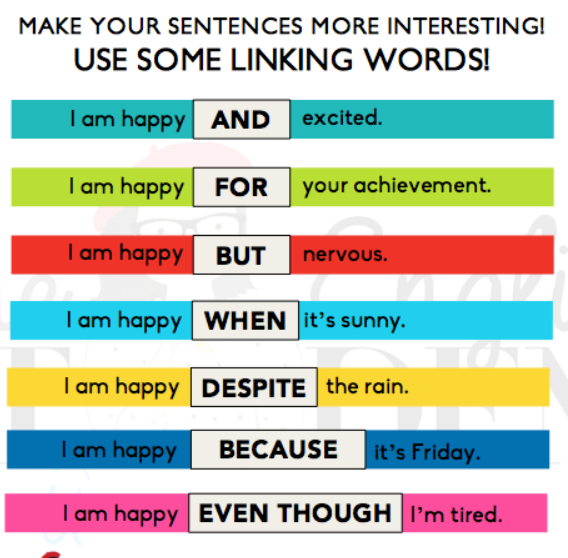 MAKE YOUR SENTENCES MORE INTERESTING!
USE SOME LINKING WORDS!
I am happy AND excited.
I am happy FOR your achievement.
I am happy BUT nervous.
I am happy WHEN it's sunny.
I am happy DESPITE the rain.
I am happy BECAUSE it's Friday.
I am happy EVEN THOUGH I'm tired.